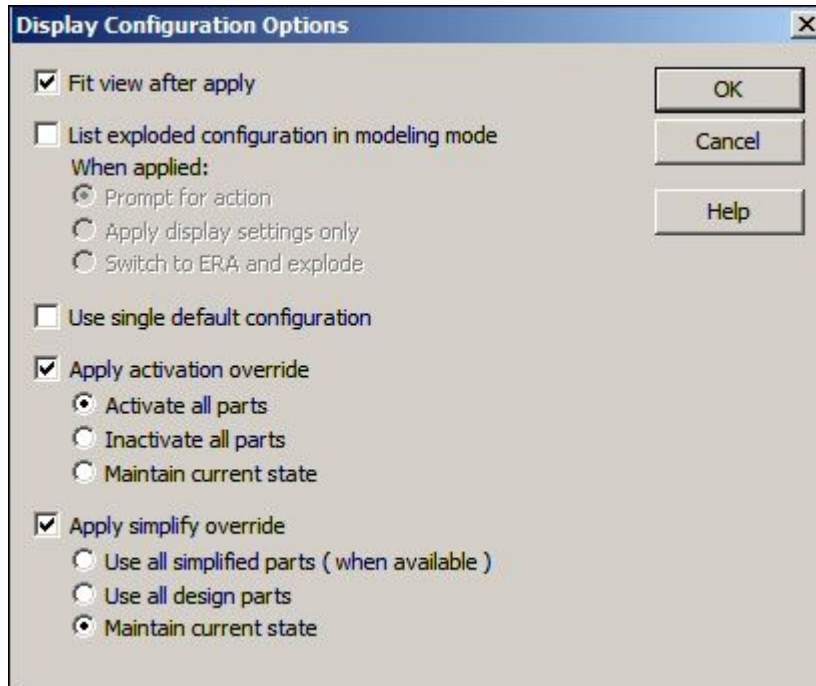 Display Configuration Options
Fit view after apply
OK
List exploded configuration in modeling mode
Cancel
When applied:
Prompt for action
Help
Apply display settings only
Switch to ERA and explode
Use single default configuration
Apply activation override
Activate all parts
Inactivate all parts
Maintain current state
Apply simplify override
Use all simplified parts ( when available )
Use all design parts
Maintain current state